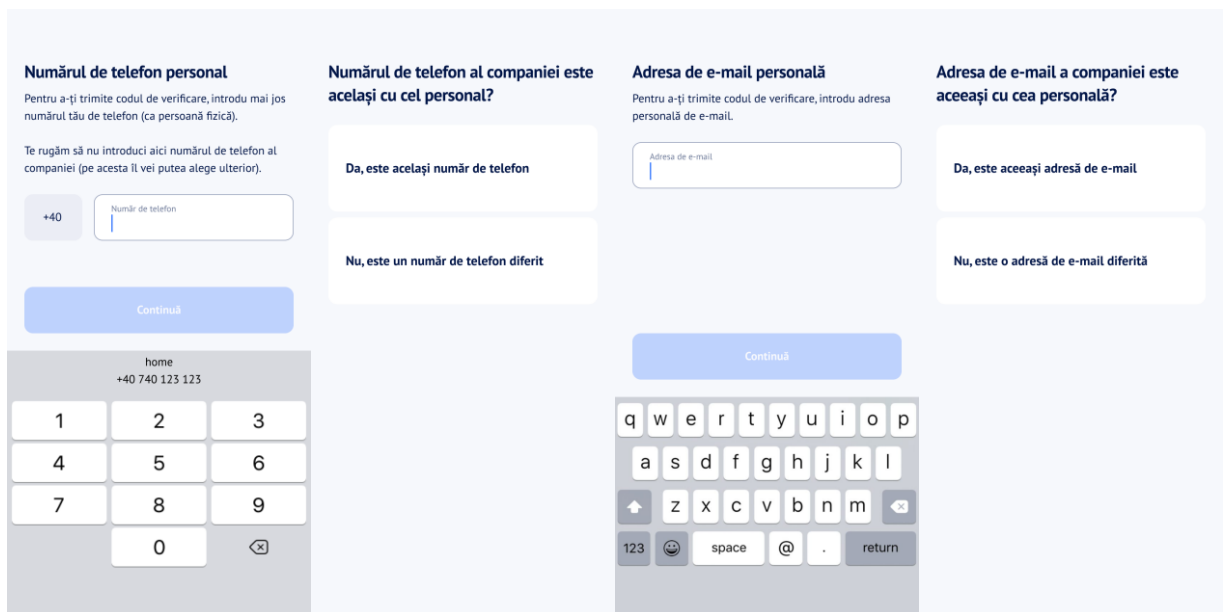 Numărul de telefon personal
Pentru a-ți trimite codul de verificare, introdu mai jos
numărul tău de telefon (ca persoană fizică).
Te rugăm să nu introduci aici numărul de telefon al
companiei (pe acesta îl vei putea alege ulterior).
+40
Număr de telefon
Continuă
home
+40 740 123 123
1 2 3
4 5 6
7 8 9
0
Numărul de telefon al companiei este
același cu cel personal?
Da, este același număr de telefon
Nu, este un număr de telefon diferit
Adresa de e-mail personală
Pentru a-ți trimite codul de verificare, introdu adresa
personală de e-mail.
Adresa de e-mail
Continuă
q w e r t y u i o p
a s d f g h j k l
z x c v b n m
123 space @ . return
Adresa de e-mail a companiei este
aceeași cu cea personală?
Da, este aceeași adresă de e-mail
Nu, este o adresă de e-mail diferită